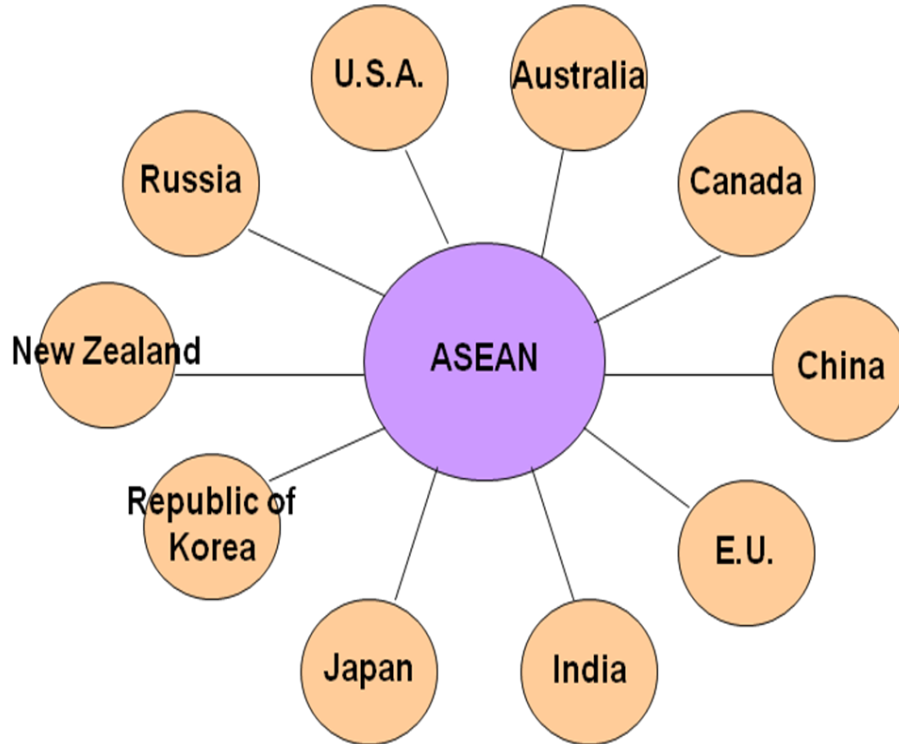 U.S.A.
Australia
Russia
Canada
New Zealand
ASEAN
China
Republic of
Korea
E.U.
Japan
India